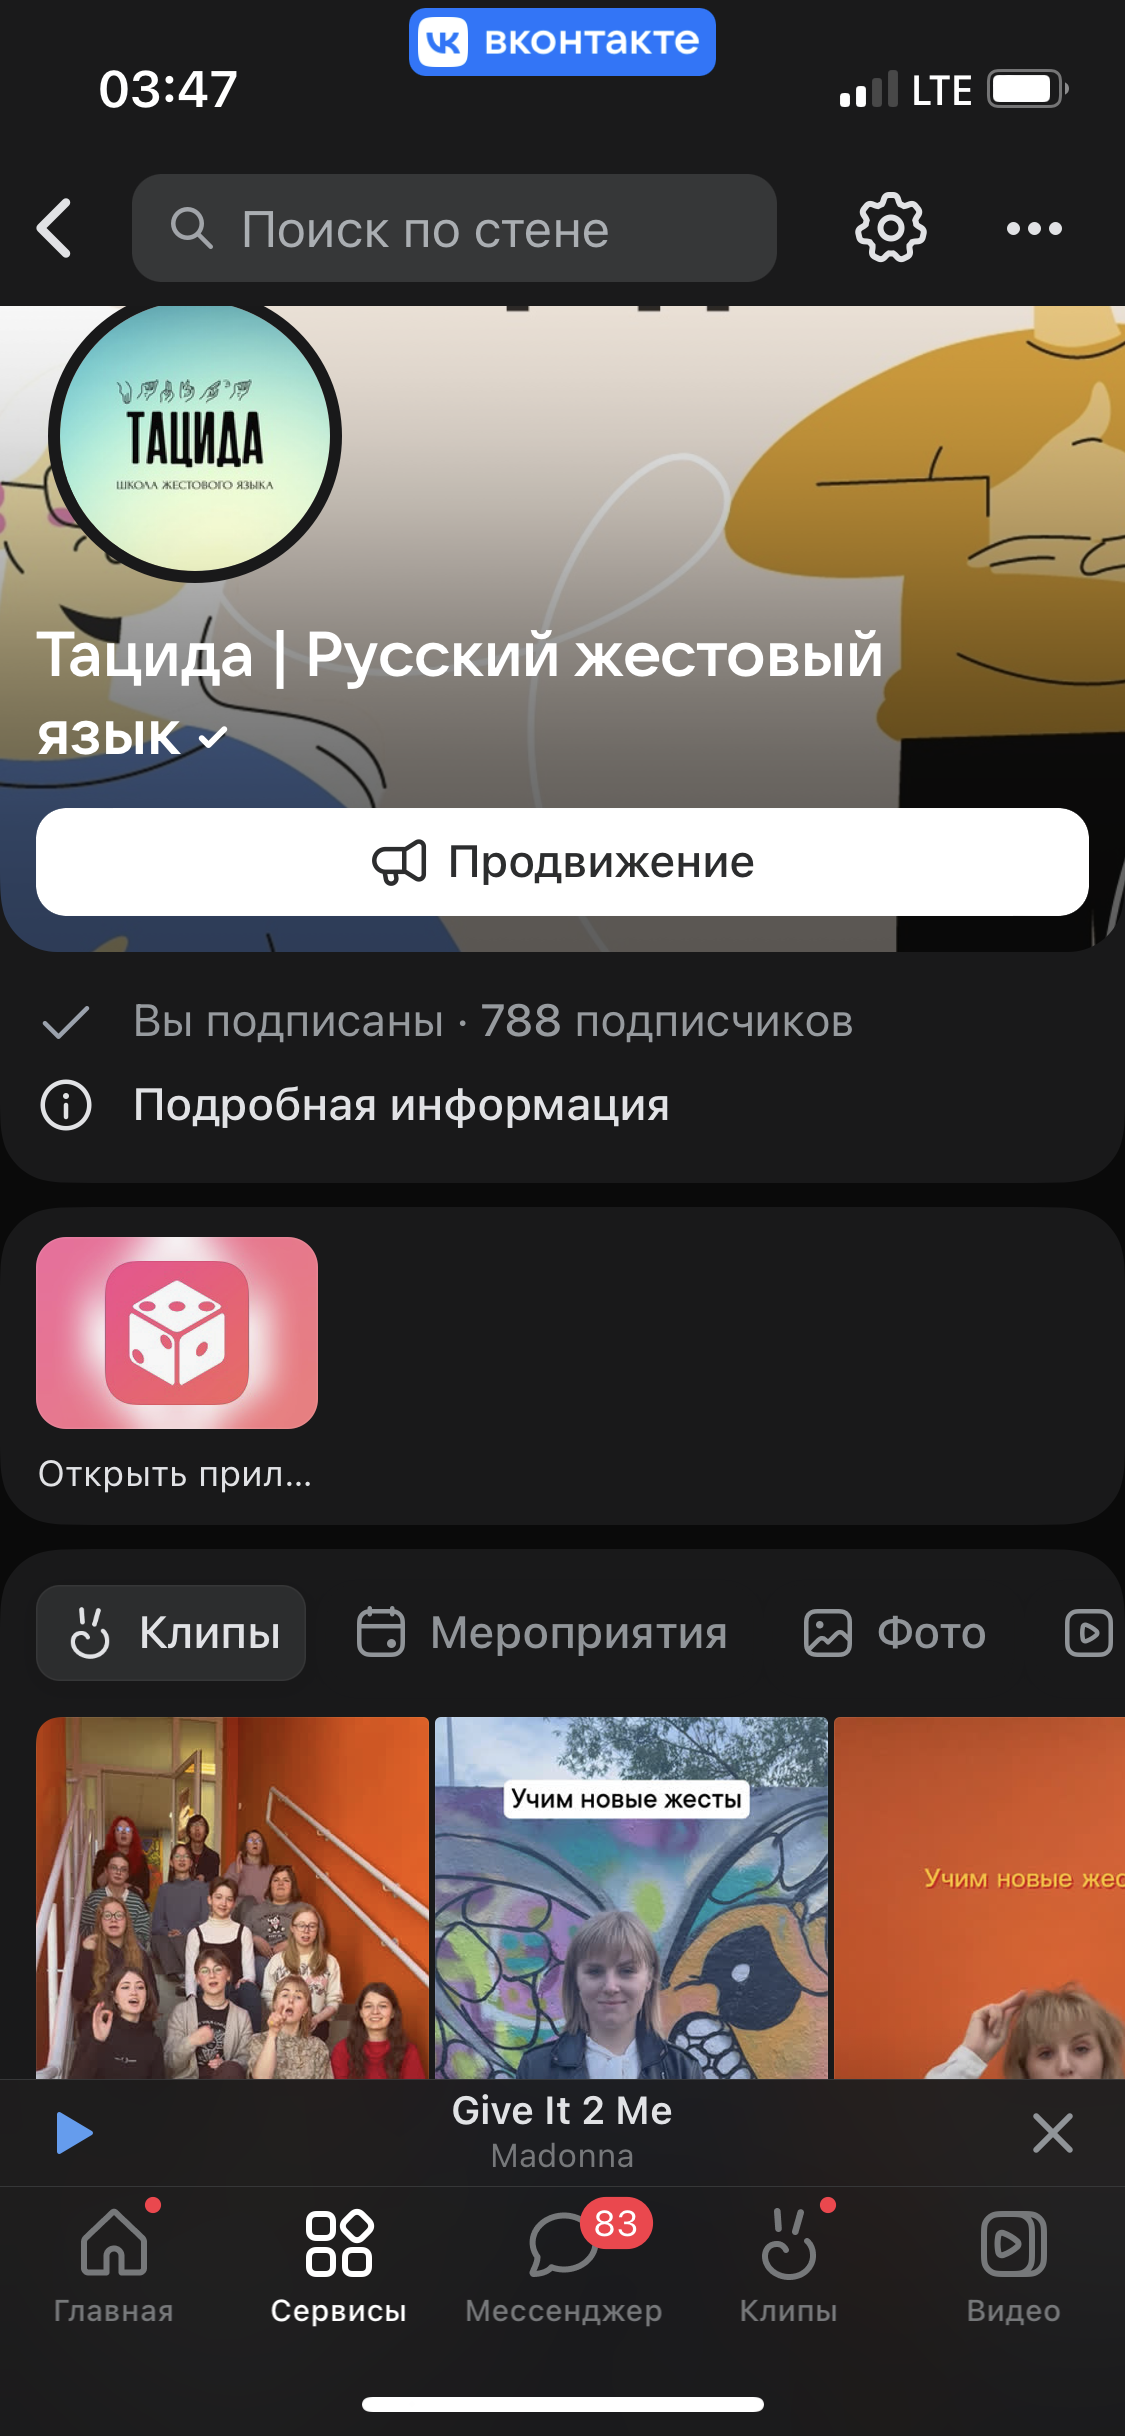 вконтакте
03:47
LTE
Поиск по стене
ТАЦИДА
ШКОЛА ЖЕСТОВОГО ЯЗЫКА
Тацида | Русский жестовый
язык
Продвижение
Вы подписаны · 788 подписчиков
Подробная информация
Открыть прил...
Клипы
Мероприятия
Фото
Учим новые жесты
Учим новые жес
Give It 2 Me
Madonna
83
Главная
Сервисы
Мессенджер
Клипы
Видео